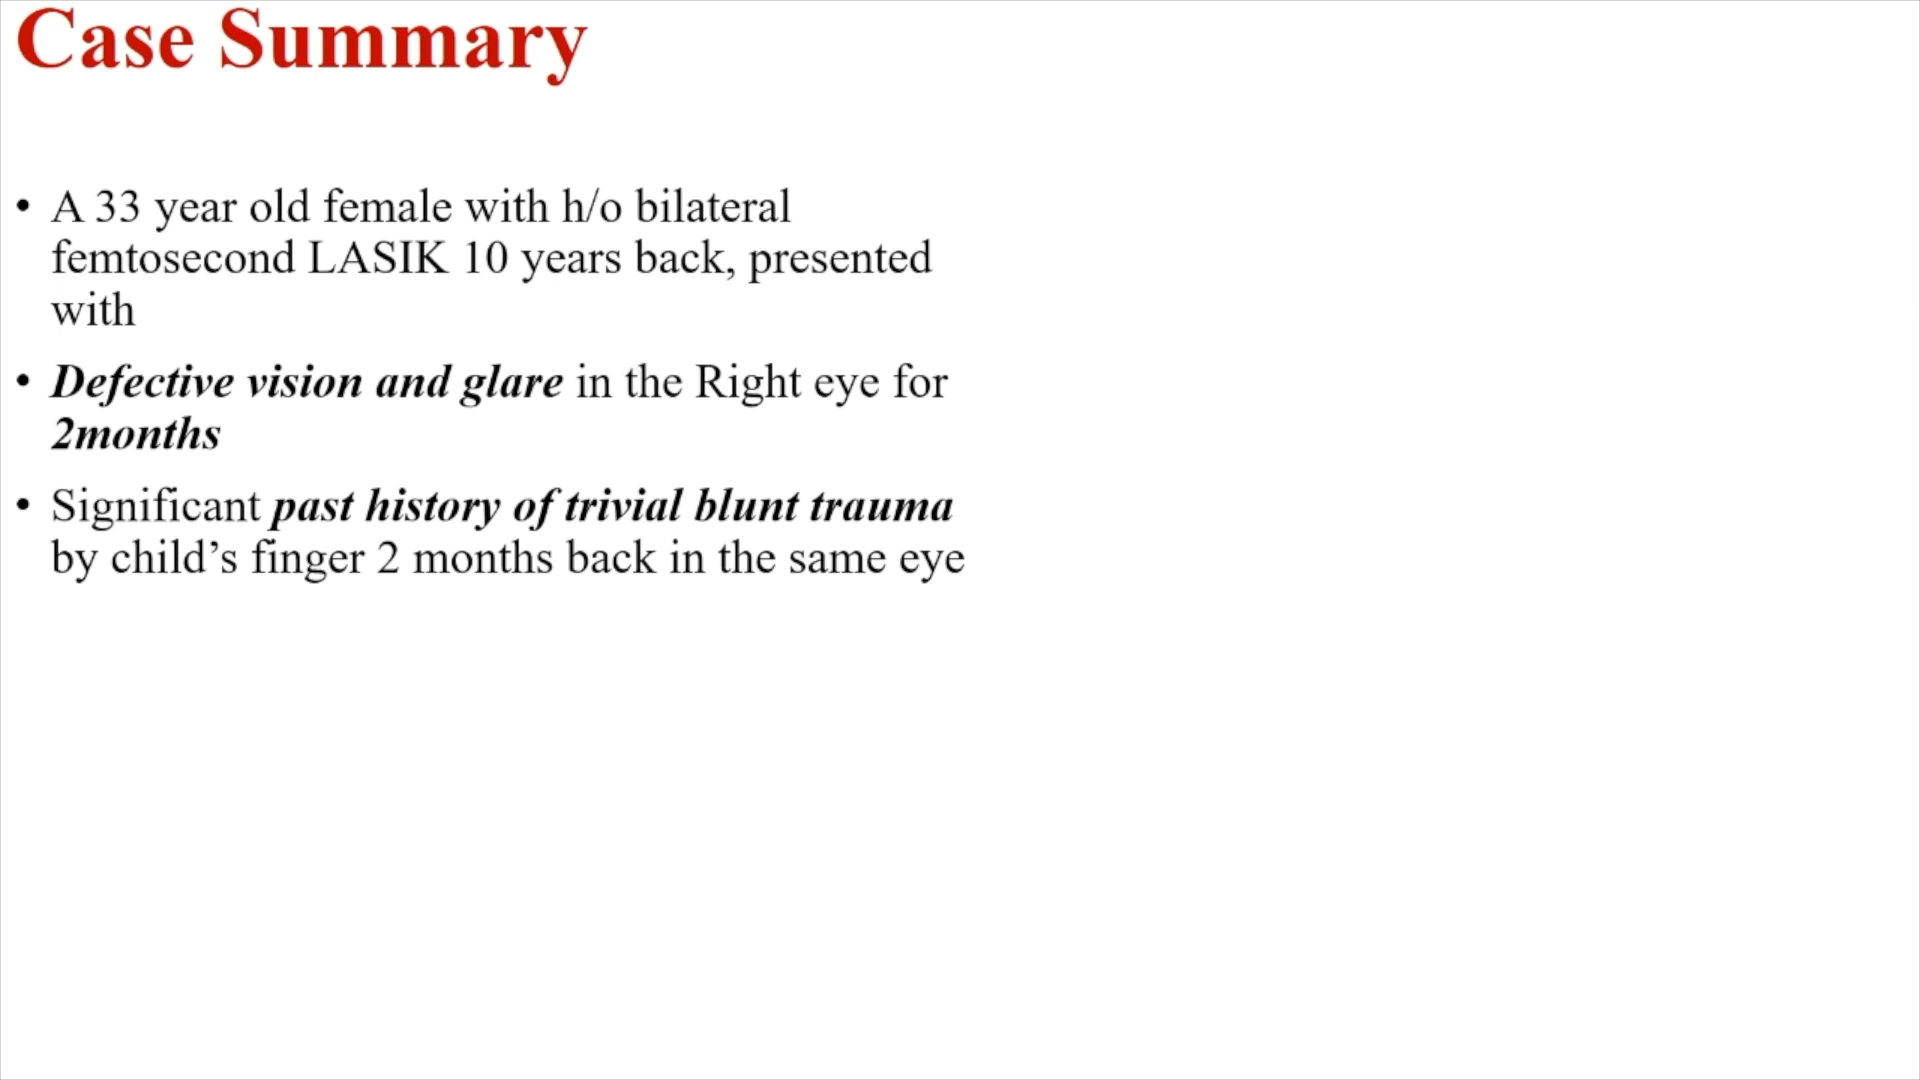 Case Summary
• A 33 year old female with h/o bilateral
femtosecond LASIK 10 years back, presented
with
• Defective vision and glare in the Right eye for
2months
• Significant past history of trivial blunt trauma
by child’s finger 2 months back in the same eye